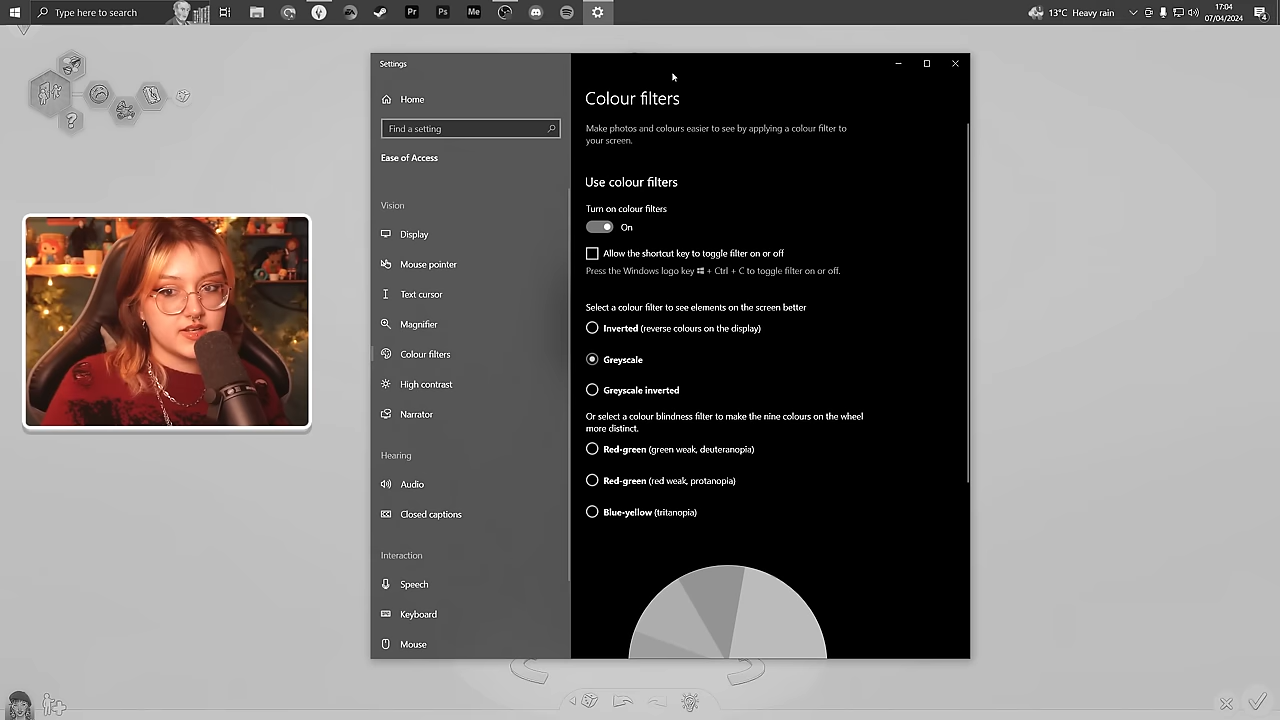 Type here to search
Pr
Ps
Me
13°C Heavy rain
17:04
07/04/2024
Settings
Home
Find a setting
Ease of Access
Vision
Display
Mouse pointer
Text cursor
Magnifier
Colour filters
High contrast
Narrator
Hearing
Audio
Closed captions
Interaction
Speech
Keyboard
Mouse
Colour filters
Make photos and colours easier to see by applying a colour filter to
your screen.
Use colour filters
Turn on colour filters
On
Allow the shortcut key to toggle filter on or off
Press the Windows logo key + Ctrl + C to toggle filter on or off.
Select a colour filter to see elements on the screen better
Inverted (reverse colours on the display)
Greyscale
Greyscale inverted
Or select a colour blindness filter to make the nine colours on the wheel
more distinct.
Red-green (green weak, deuteranopia)
Red-green (red weak, protanopia)
Blue-yellow (tritanopia)
?